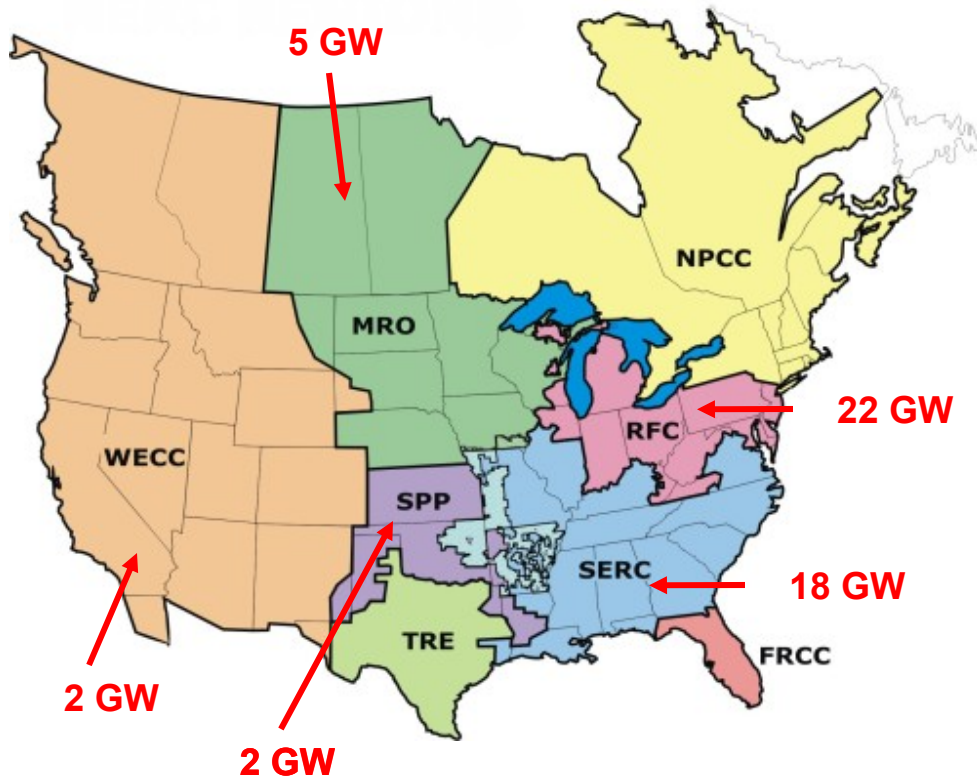 5 GW
NPCC
MRO
22 GW
RFC
WECC
SPP
SERC
18 GW
TRE
FRCC
2 GW
2 GW